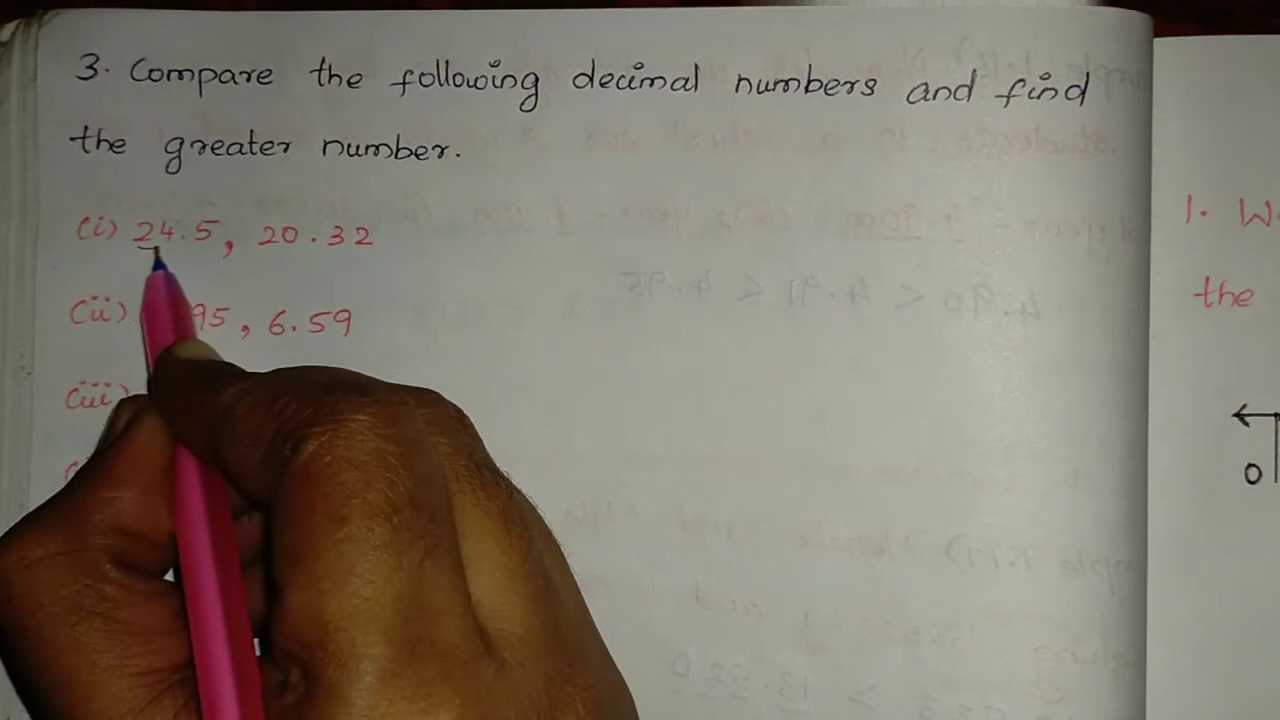 3. Compare the following decimal numbers and find
the greater number.
(i) 24.5, 20.32
(ii) 95, 6.59
(iii)
1. W
the
0